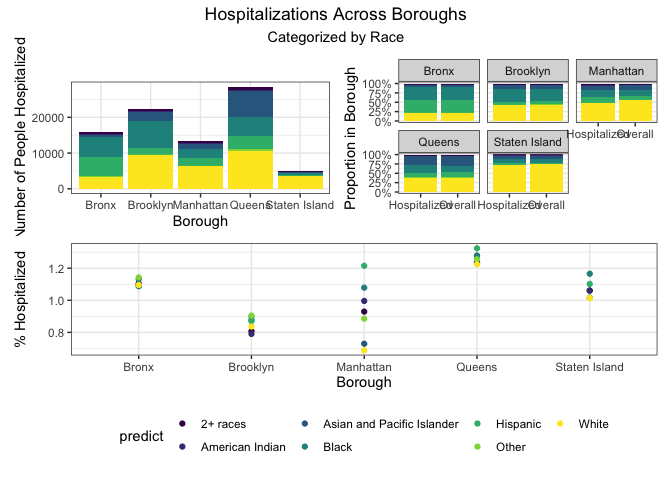 Hospitalizations Across Boroughs
Categorized by Race
Number of People Hospitalized
20000
10000
0
Bronx Brooklyn Manhattan Queens Staten Island
Borough
Proportion in Borough
Bronx Brooklyn Manhattan
100%
75%
50%
25%
0%
Hospitalized Overall
Queens Staten Island
100%
75%
50%
25%
0%
Hospitalized Overall Hospitalized Overall
% Hospitalized
1.2
1.0
0.8
Bronx Brooklyn Manhattan Queens Staten Island
Borough
predict
2+ races Asian and Pacific Islander Hispanic White
American Indian Black Other